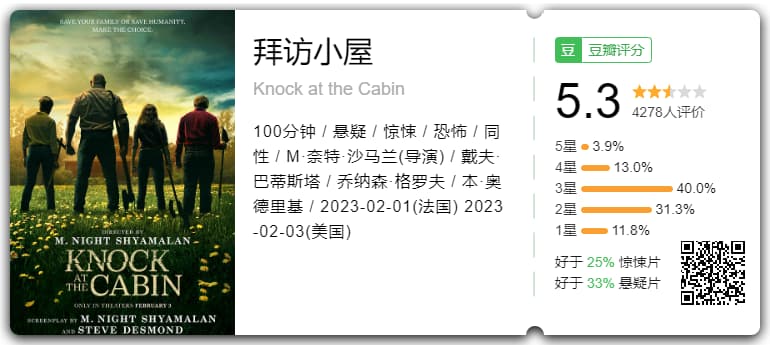 SAVE YOUR FAMILY OR SAVE HUMANITY.
MAKE THE CHOICE.
DIRECTED BY
M. NIGHT SHYAMALAN
KNOCK
AT THE CABIN
ONLY IN THEATERS FEBRUARY 3
SCREENPLAY BY M. NIGHT SHYAMALAN
AND STEVE DESMOND
拜访小屋
Knock at the Cabin
100分钟 / 悬疑 / 惊悚 / 恐怖 / 同
性 / M·奈特·沙马兰(导演) / 戴夫·
巴蒂斯塔 / 乔纳森·格罗夫 / 本·奥
德里基 / 2023-02-01(法国) 2023
-02-03(美国)
豆 豆瓣评分
5.3
4278人评价
5星 3.9%
4星 13.0%
3星 40.0%
2星 31.3%
1星 11.8%
好于 25% 惊悚片
好于 33% 悬疑片